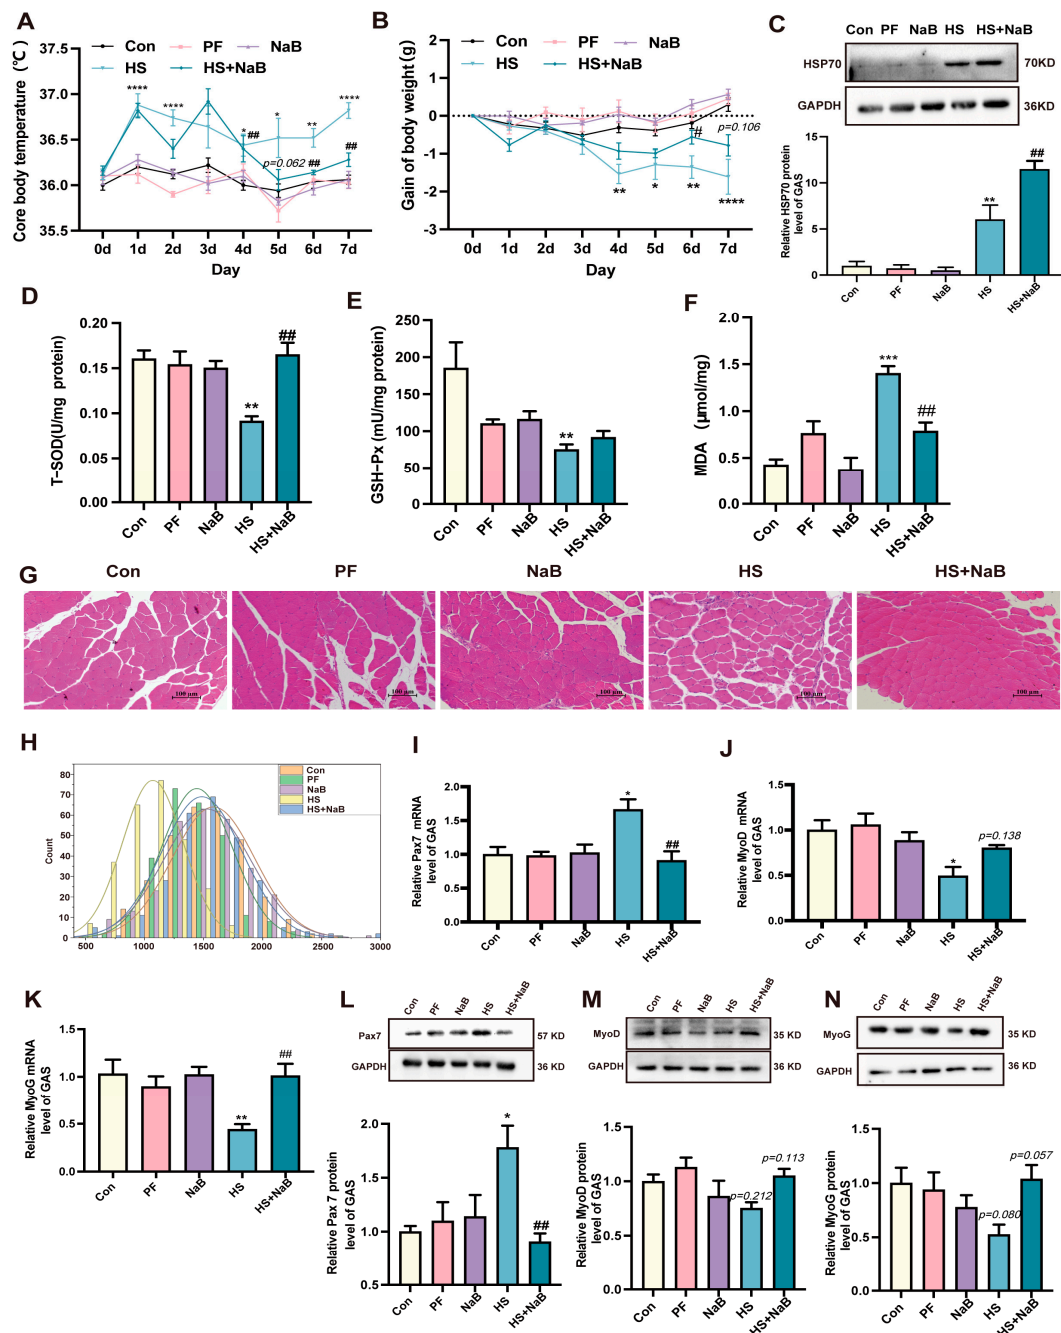 A
Core body temperature (℃)
Con PF NaB
HS HS+NaB
37.5
37.0
36.5
36.0
35.5
**** **** * ## * ** ****
p=0.062 ## ##
0d 1d 2d 3d 4d 5d 6d 7d
Day
B
Gain of body weight(g)
Con PF NaB
HS HS+NaB
2
1
0
-1
-2
-3
# p=0.106
** * ** ****
0d 1d 2d 3d 4d 5d 6d 7d
Day
C
Con PF NaB HS HS+NaB
HSP70 70KD
GAPDH 36KD
Relative HSP70 protein
level of GAS
15
10
5
0
** ##
Con PF NaB HS HS+NaB
D
T-SOD(U/mg protein)
0.20
0.15
0.10
0.05
0.00
** ##
Con PF NaB HS HS+NaB
E
GSH-Px (mU/mg protein)
250
200
150
100
50
0
**
Con PF NaB HS HS+NaB
F
MDA (μmol/mg)
2.0
1.5
1.0
0.5
0.0
*** ##
Con PF NaB HS HS+NaB
G
Con PF NaB HS HS+NaB
100 μm 100 μm 100 μm 100 μm 100 μm
H
Count
80
70
60
50
40
30
20
10
0
Con
PF
NaB
HS
HS+NaB
500 1000 1500 2000 2500 3000
I
Relative Pax7 mRNA
level of GAS
2.0
1.5
1.0
0.5
0.0
* ##
Con PF NaB HS HS+NaB
J
Relative MyoD mRNA
level of GAS
1.5
1.0
0.5
0.0
* p=0.138
Con PF NaB HS HS+NaB
K
Relative MyoG mRNA
level of GAS
1.5
1.0
0.5
0.0
** ##
Con PF NaB HS HS+NaB
L
Con PF NaB HS HS+NaB
Pax7 57 KD
GAPDH 36 KD
Relative Pax 7 protein
level of GAS
2.0
1.5
1.0
0.5
* ##
Con PF NaB HS HS+NaB
M
Con PF NaB HS HS+NaB
MyoD 35 KD
GAPDH 36 KD
Relative MyoD protein
level of GAS
1.5
1.0
0.5
0.0
p=0.212 p=0.113
Con PF NaB HS HS+NaB
N
Con PF NaB HS HS+NaB
MyoG 35 KD
GAPDH 36 KD
Relative MyoG protein
level of GAS
1.5
1.0
0.5
0.0
p=0.080 p=0.057
Con PF NaB HS HS+NaB